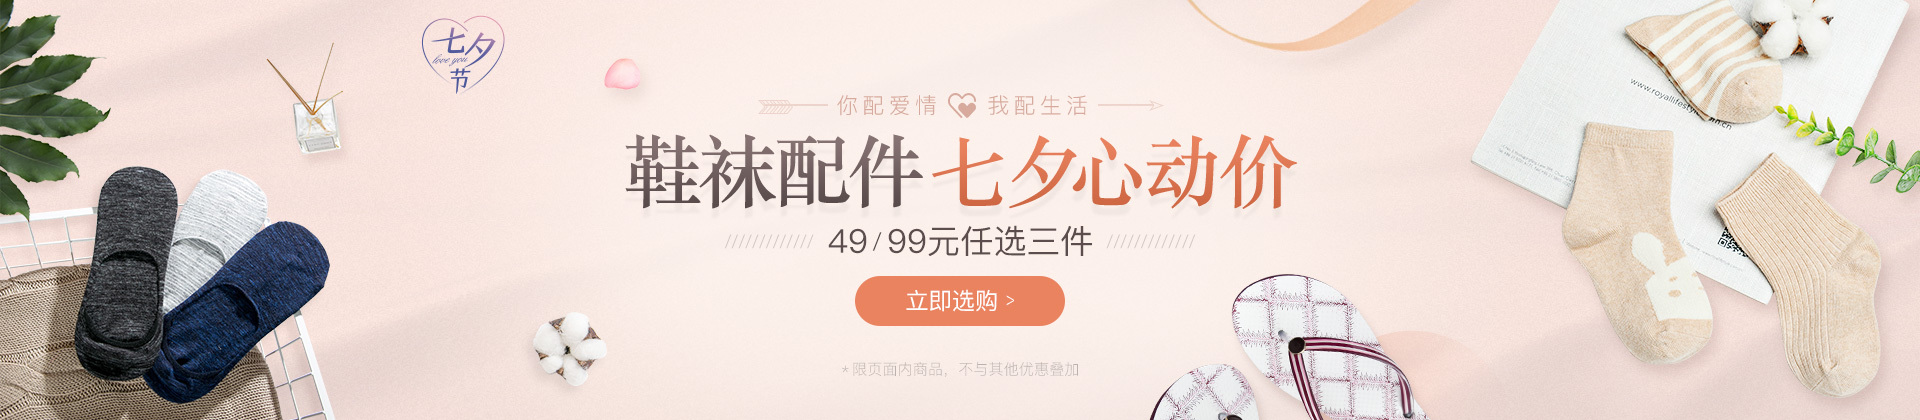 七夕
love you
节
你配爱情 我配生活
鞋袜配件 七夕心动价
49/99元任选三件
立即选购 >
*限页面内商品，不与其他优惠叠加